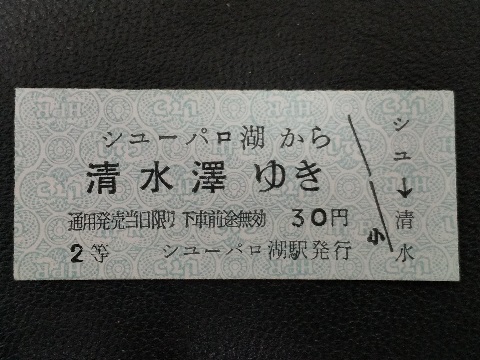 シユーパロ湖から
清水澤ゆき
通用発売当日限り 下車前途無効 30円
2等 シユーパロ湖駅発行
シユ→清水
小